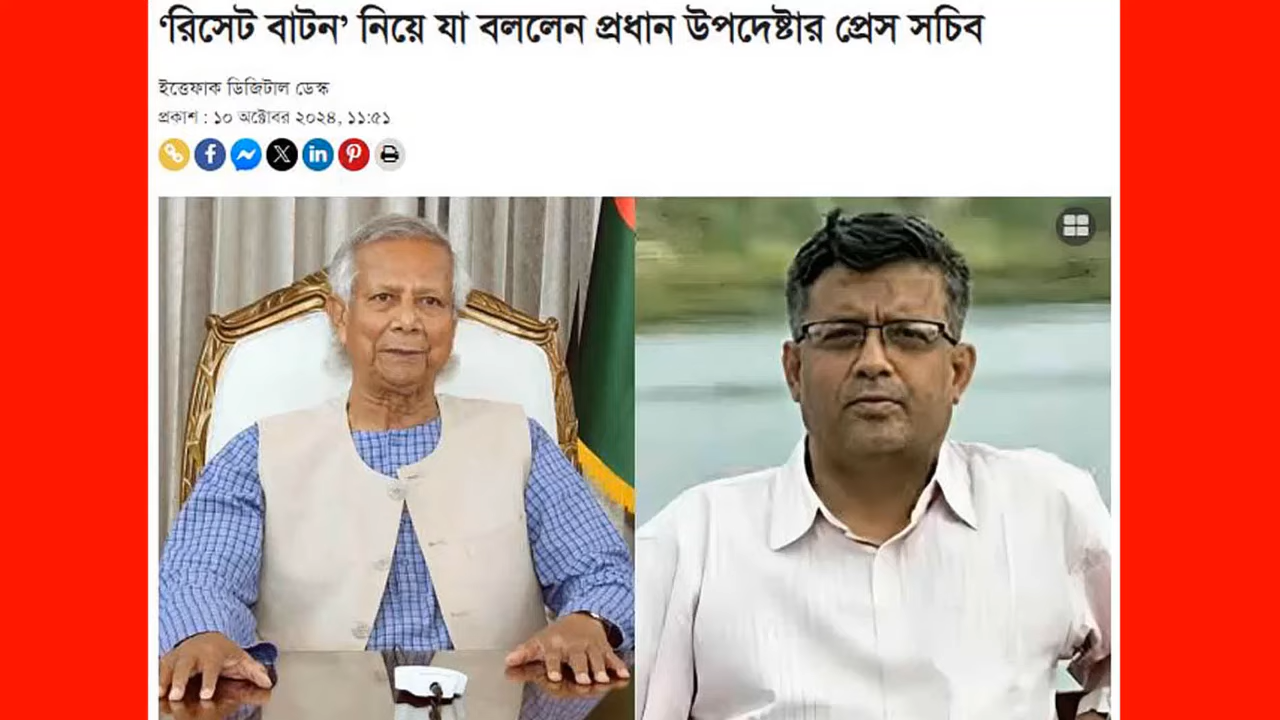 ‘রিসেট বাটন’ নিয়ে যা বললেন প্রধান উপদেষ্টার প্রেস সচিব
ইত্তেফাক ডিজিটাল ডেস্ক
প্রকাশ : ১০ অক্টোবর ২০২৪, ১১:৫১